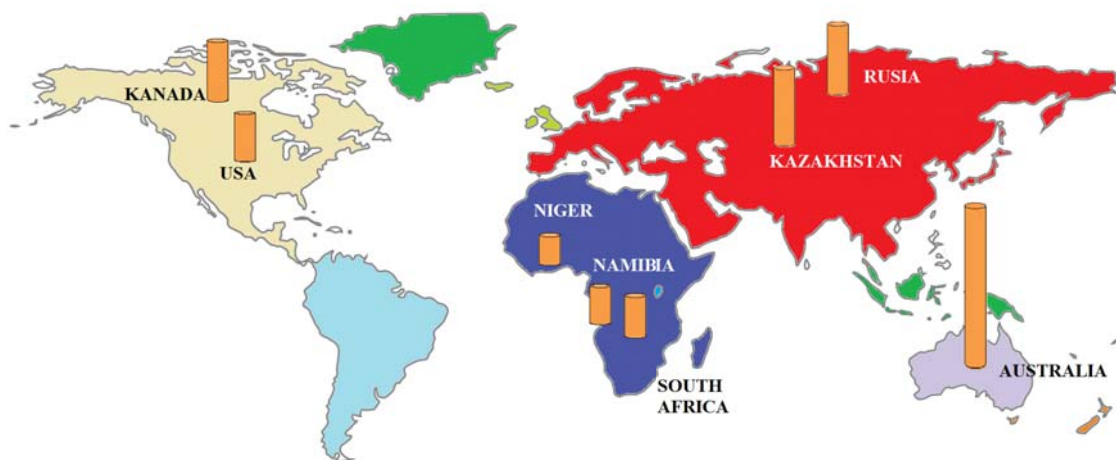 KANADA
USA
RUSIA
KAZAKHSTAN
NIGER
NAMIBIA
SOUTH
AFRICA
AUSTRALIA